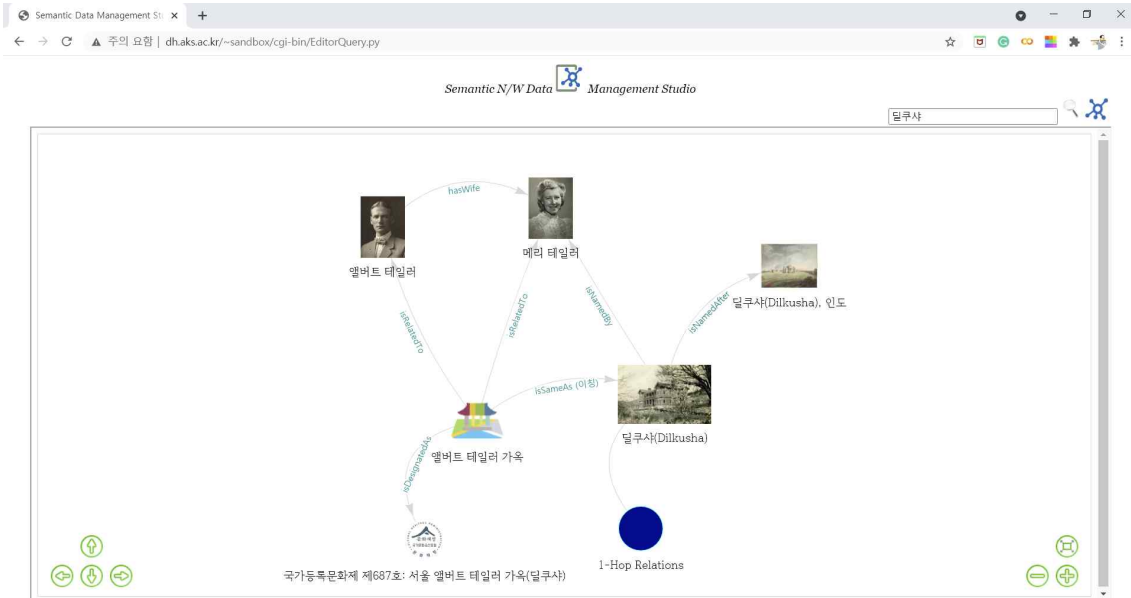 Semantic Data Management Stu
주의 요함
dh.aks.ac.kr/~sandbox/cgi-bin/EditorQuery.py
Semantic N/W Data Management Studio
딜쿠샤
hasWife
앨버트 테일러
메리 테일러
딜쿠샤(Dilkusha), 인도
isRelatedTo
isRelatedTo
isNamedBy
isNamedAfter
isSameAs (이칭)
딜쿠샤(Dilkusha)
앨버트 테일러 가옥
isDesignatedAs
국가등록문화제 제687호: 서울 앨버트 테일러 가옥(딜쿠샤)
1-Hop Relations